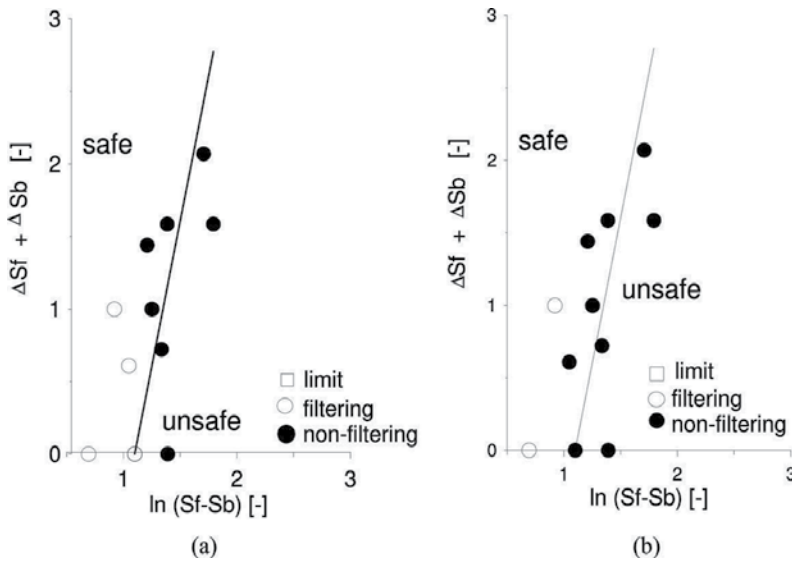 3
2
1
0
ΔSf + ΔSb [-]
safe
unsafe
limit
filtering
non-filtering
1
2
3
ln (Sf-Sb) [-]
(a)
3
2
1
0
ΔSf + ΔSb [-]
safe
unsafe
limit
filtering
non-filtering
1
2
3
ln (Sf-Sb) [-]
(b)